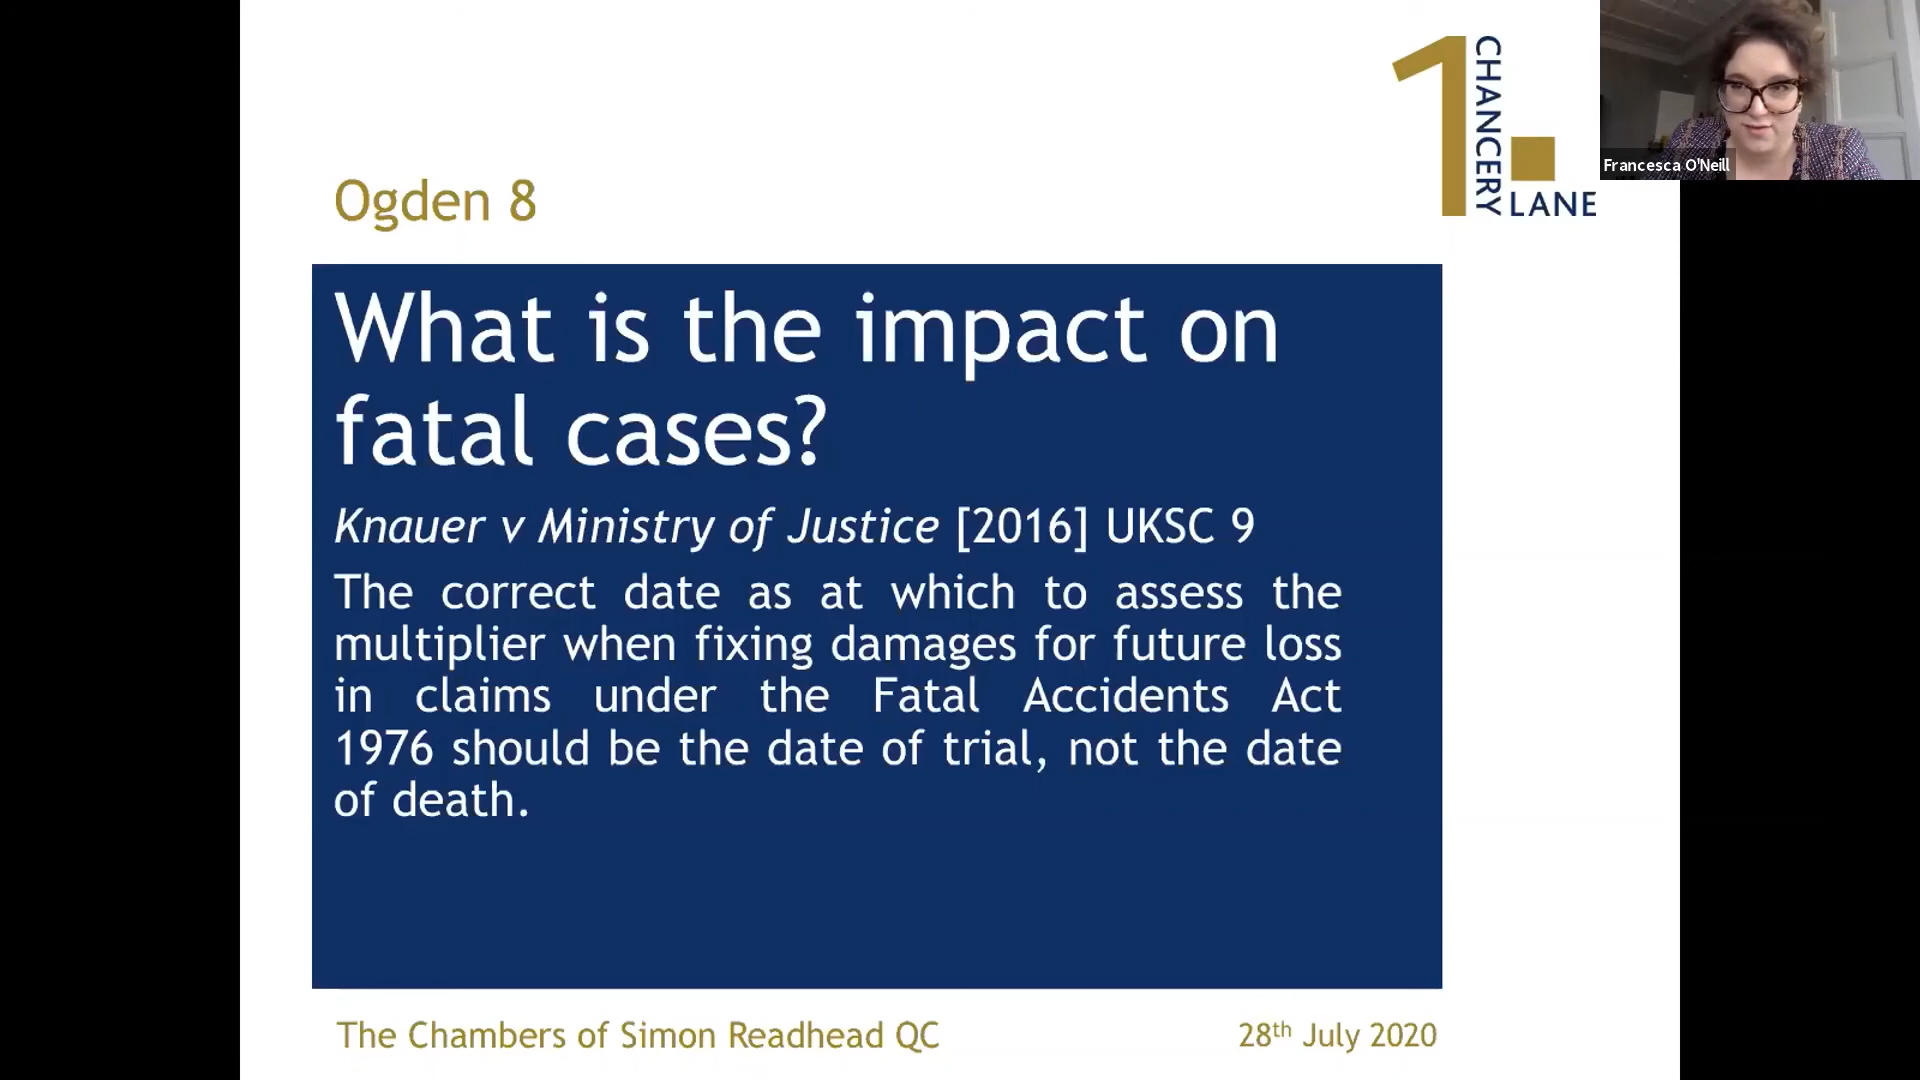 CHANCERY
LANE
Francesca O'Neill
Ogden 8
What is the impact on
fatal cases?
Knauer v Ministry of Justice [2016] UKSC 9
The correct date as at which to assess the
multiplier when fixing damages for future loss
in claims under the Fatal Accidents Act
1976 should be the date of trial, not the date
of death.
The Chambers of Simon Readhead QC
28th July 2020